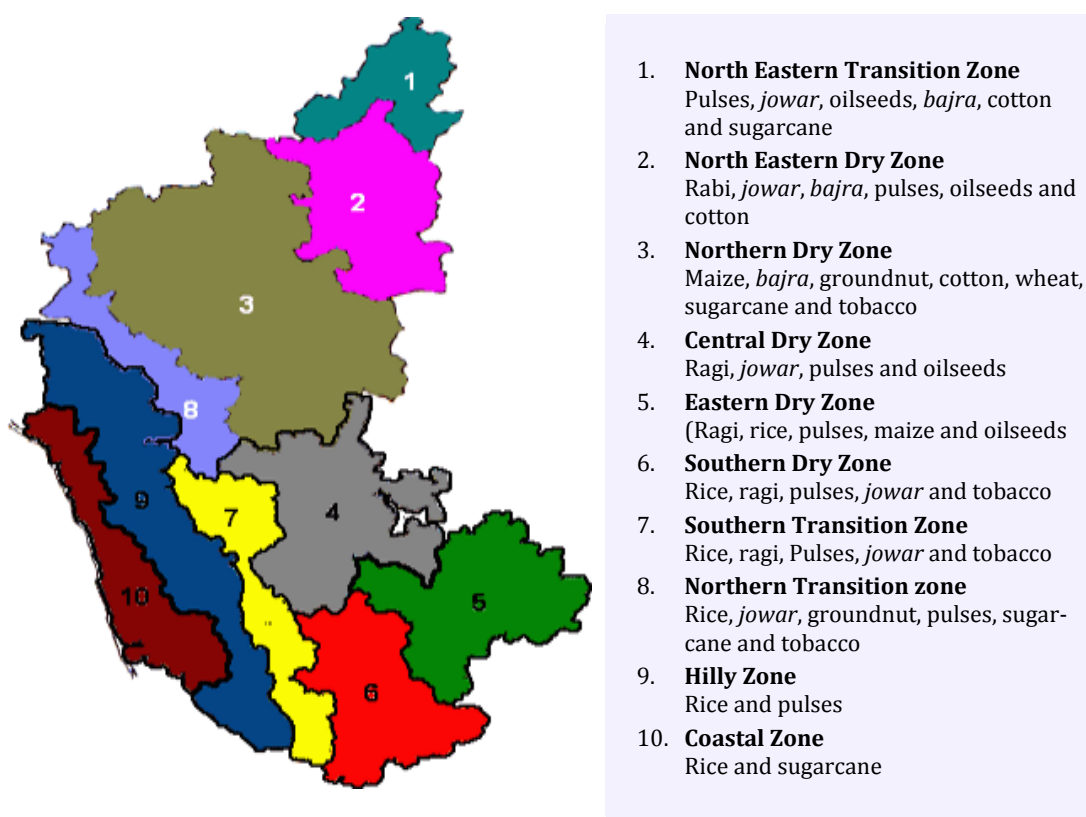 1
2
3
8
9
7
4
10
5
6
1. North Eastern Transition Zone
Pulses, jowar, oilseeds, bajra, cotton
and sugarcane
2. North Eastern Dry Zone
Rabi, jowar, bajra, pulses, oilseeds and
cotton
3. Northern Dry Zone
Maize, bajra, groundnut, cotton, wheat,
sugarcane and tobacco
4. Central Dry Zone
Ragi, jowar, pulses and oilseeds
5. Eastern Dry Zone
(Ragi, rice, pulses, maize and oilseeds
6. Southern Dry Zone
Rice, ragi, pulses, jowar and tobacco
7. Southern Transition Zone
Rice, ragi, Pulses, jowar and tobacco
8. Northern Transition zone
Rice, jowar, groundnut, pulses, sugar-
cane and tobacco
9. Hilly Zone
Rice and pulses
10. Coastal Zone
Rice and sugarcane